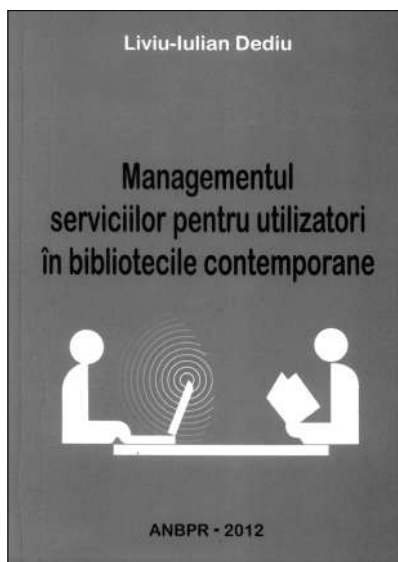 Liviu-Iulian Dediu
Managementul
serviciilor pentru utilizatori
în bibliotecile contemporane
ANBPR • 2012